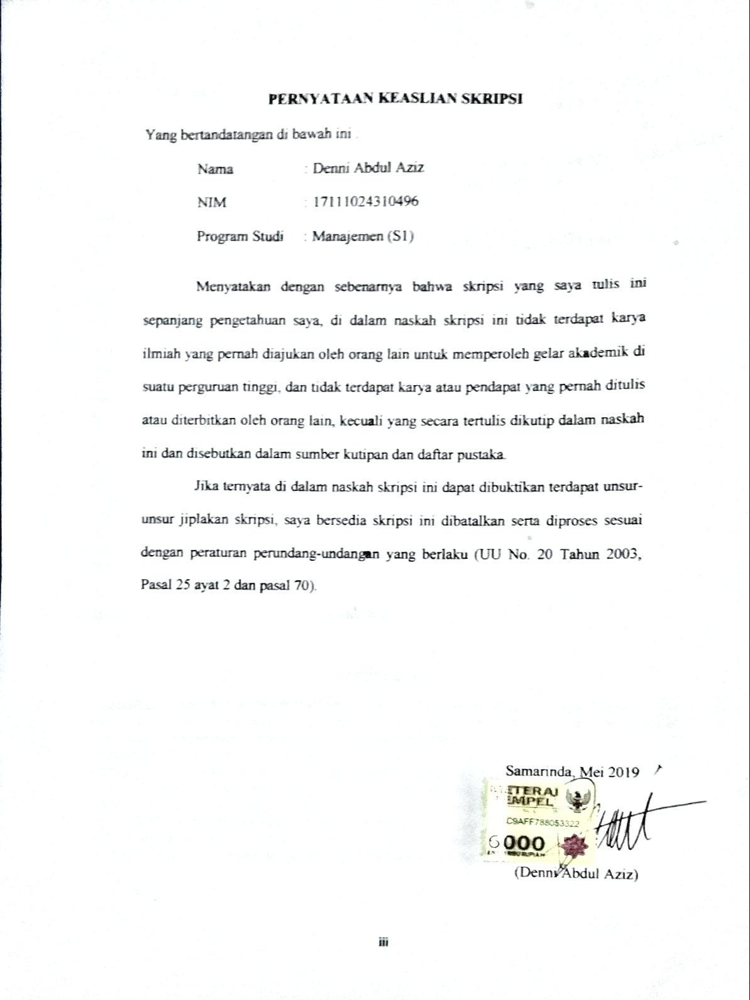 PERNYATAAN KEASLIAN SKRIPSI
Yang bertandatangan di bawah ini :
Nama : Denni Abdul Aziz
NIM : 17111024310496
Program Studi : Manajemen (S1)
Menyatakan dengan sebenarnya bahwa skripsi yang saya tulis ini
sepanjang pengetahuan saya, di dalam naskah skripsi ini tidak terdapat karya
ilmiah yang pernah diajukan oleh orang lain untuk memperoleh gelar akademik di
suatu perguruan tinggi, dan tidak terdapat karya atau pendapat yang pernah ditulis
atau diterbitkan oleh orang lain, kecuali yang secara tertulis dikutip dalam naskah
ini dan disebutkan dalam sumber kutipan dan daftar pustaka.
Jika ternyata di dalam naskah skripsi ini dapat dibuktikan terdapat unsur-
unsur jiplakan skripsi, saya bersedia skripsi ini dibatalkan serta diproses sesuai
dengan peraturan perundang-undangan yang berlaku (UU No. 20 Tahun 2003,
Pasal 25 ayat 2 dan pasal 70).
Samarinda, Mei 2019
ETERAI
EMPEL
C9AFF788053322
6000
(Denni Abdul Aziz)
iii